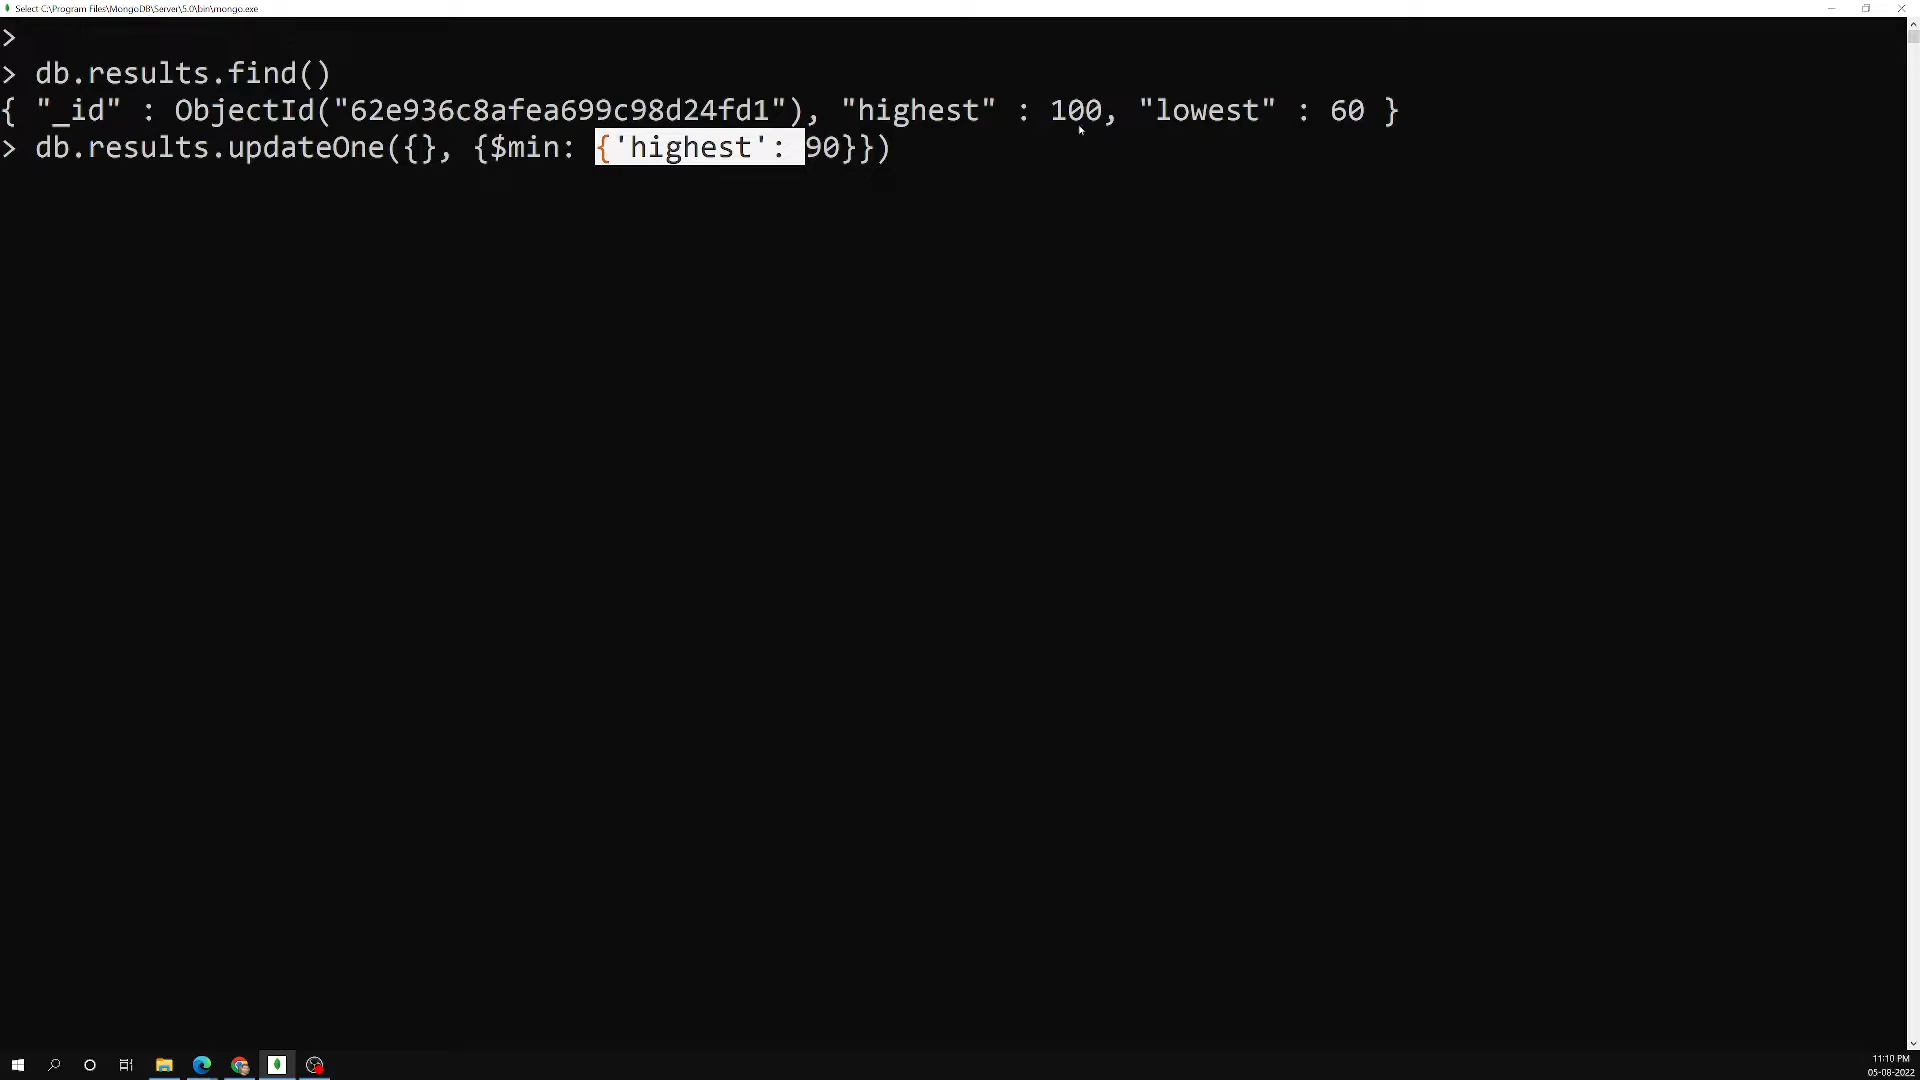 Select C:\Program Files\MongoDB\Server\5.0\bin\mongo.exe
>
> db.results.find()
{ "_id" : ObjectId("62e936c8afea699c98d24fd1"), "highest" : 100, "lowest" : 60 }
> db.results.updateOne({}, {$min: {'highest': 90}})
11:10 PM
05-08-2022